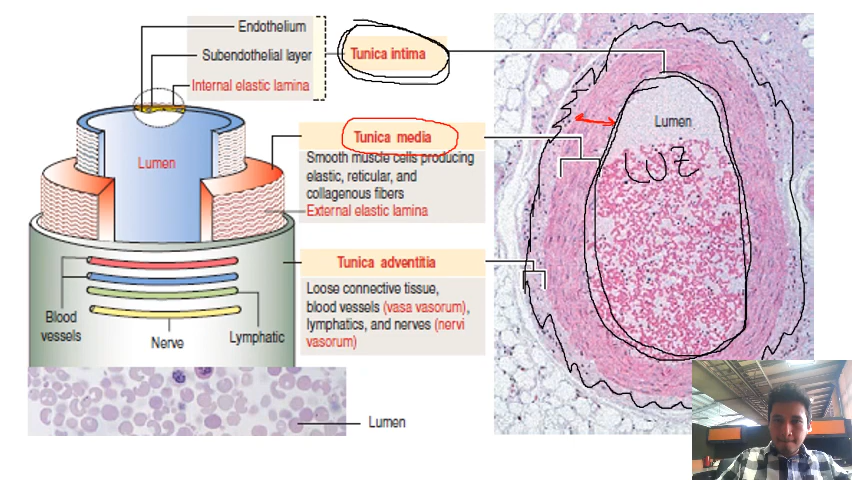 Endothelium
Subendothelial layer
Internal elastic lamina
Tunica intima
Lumen
Tunica media
Smooth muscle cells producing
elastic, reticular, and
collagenous fibers
External elastic lamina
Tunica adventitia
Loose connective tissue,
blood vessels (vasa vasorum),
lymphatics, and nerves (nervi
vasorum)
Blood
vessels
Nerve
Lymphatic
Lumen
Lumen
LUZ